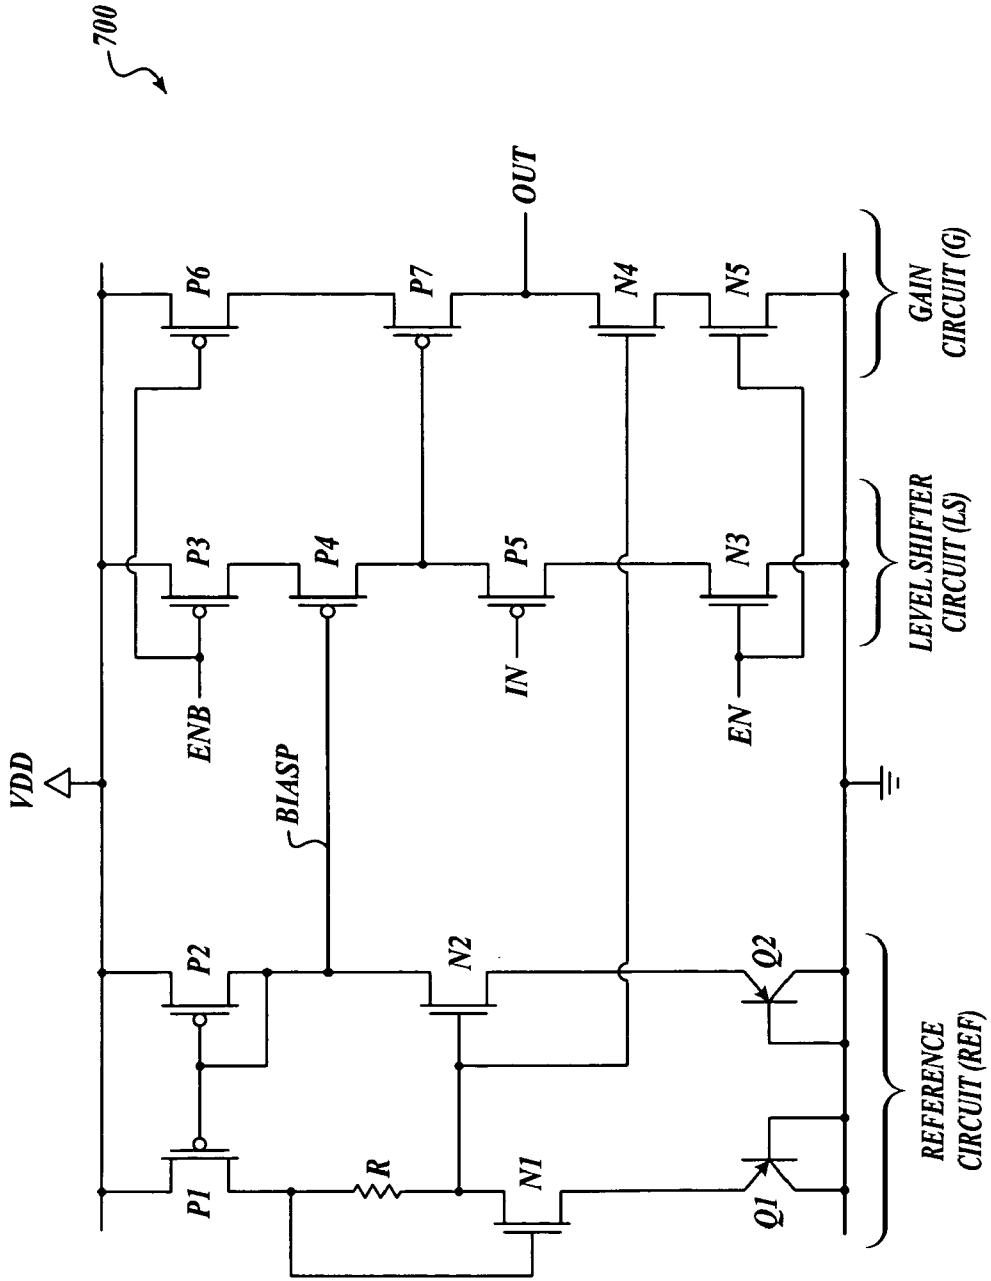 700
VDD
P1
P2
P3
P6
ENB
P4
BIASP
P7
OUT
R
N2
IN
P5
N4
N1
EN
N3
N5
Q1
Q2
REFERENCE
CIRCUIT (REF)
LEVEL SHIFTER
CIRCUIT (LS)
GAIN
CIRCUIT (G)